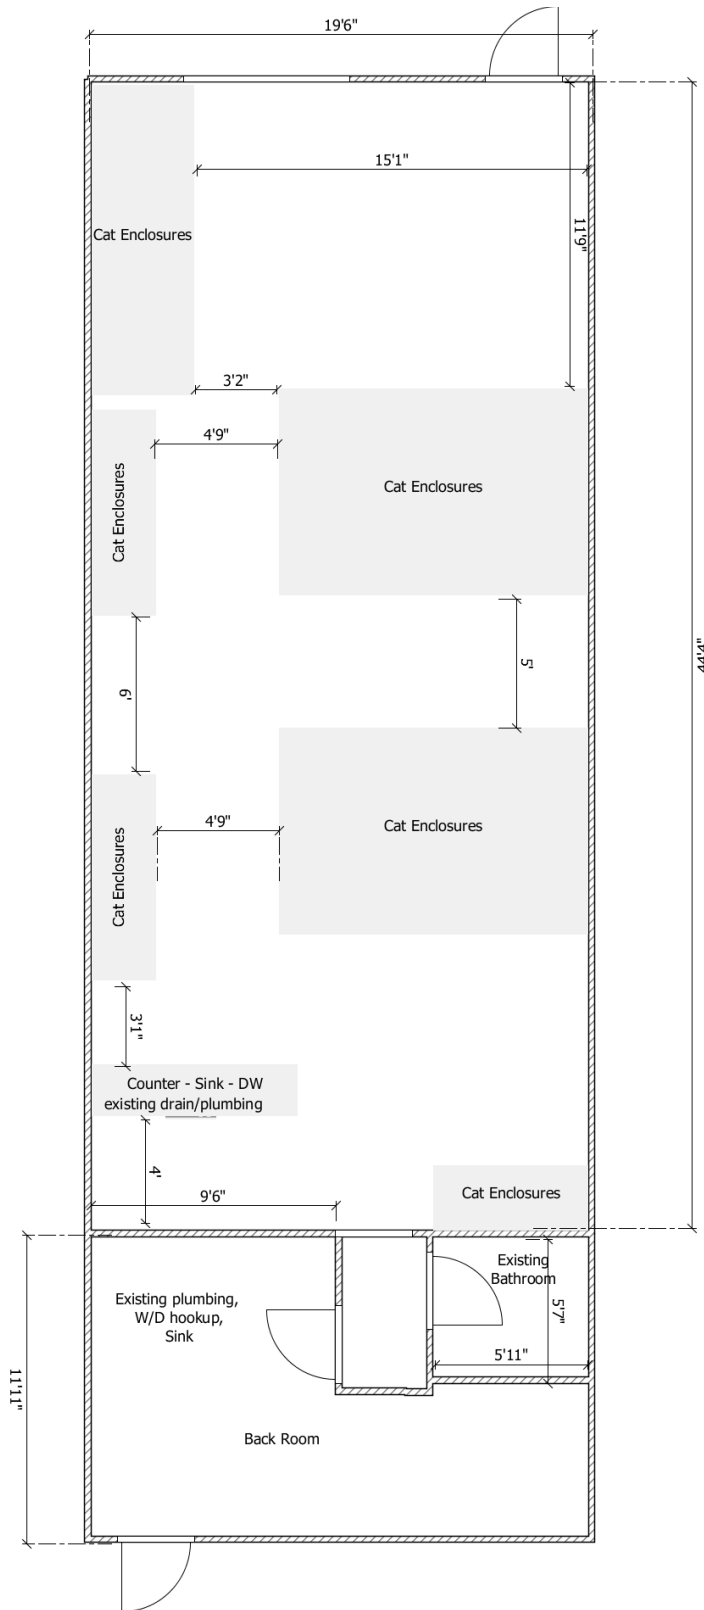 19'6"
15'1"
11'9"
Cat Enclosures
3'2"
4'9"
Cat Enclosures
Cat Enclosures
5'
44'4"
6'
4'9"
Cat Enclosures
Cat Enclosures
3'1"
Counter - Sink - DW
existing drain/plumbing
4'
9'6"
Cat Enclosures
Existing
Bathroom
5'7"
5'11"
Existing plumbing,
W/D hookup,
Sink
11'11"
Back Room